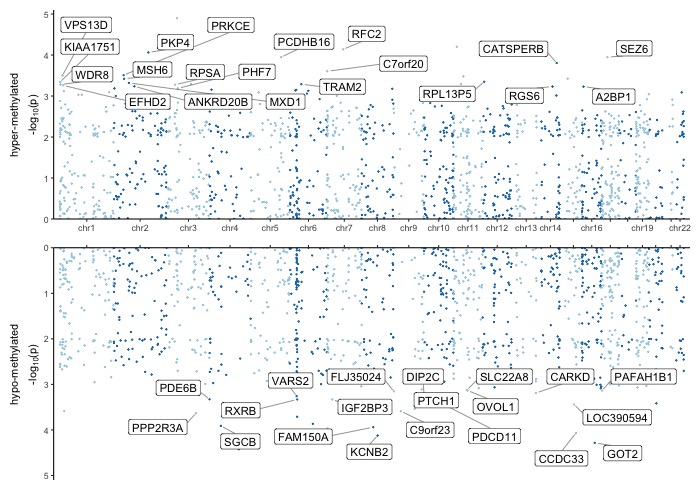 VPS13D
KIAA1751
WDR8
PKP4
PRKCE
MSH6
RPSA
PHF7
EFHD2
ANKRD20B
MXD1
PCDHB16
RFC2
C7orf20
TRAM2
CATSPERB
SEZ6
RPL13P5
RGS6
A2BP1
hyper-methylated
-log10(p)
5
4
3
2
1
0
chr1 chr2 chr3 chr4 chr5 chr6 chr7 chr8 chr9 chr10 chr11 chr12 chr13 chr14 chr16 chr19 chr22
hypo-methylated
-log10(p)
0
1
2
3
4
5
PDE6B
VARS2
FLJ35024
DIP2C
SLC22A8
CARKD
PAFAH1B1
RXRB
IGF2BP3
PTCH1
OVOL1
LOC390594
PPP2R3A
SGCB
FAM150A
C9orf23
PDCD11
KCNB2
CCDC33
GOT2